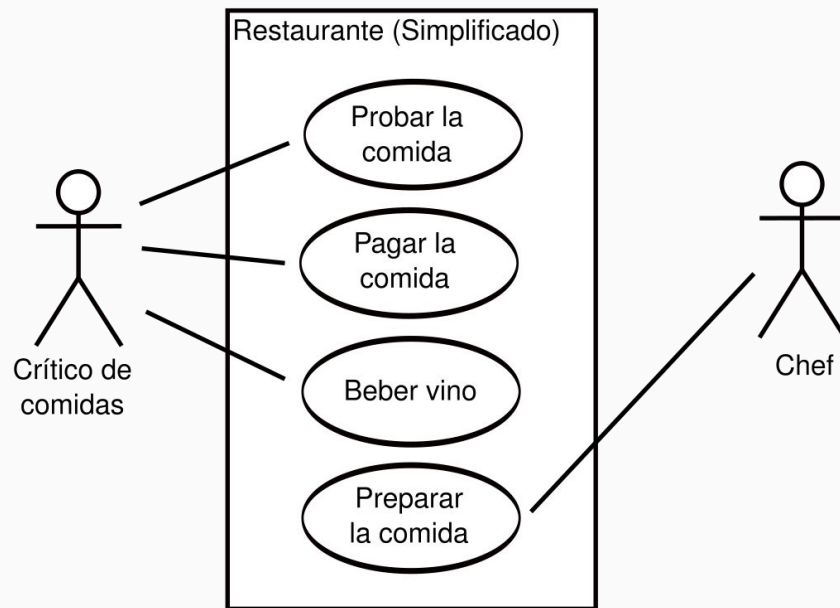 Restaurante (Simplificado)
Probar la
comida
Pagar la
comida
Beber vino
Preparar
la comida
Crítico de
comidas
Chef